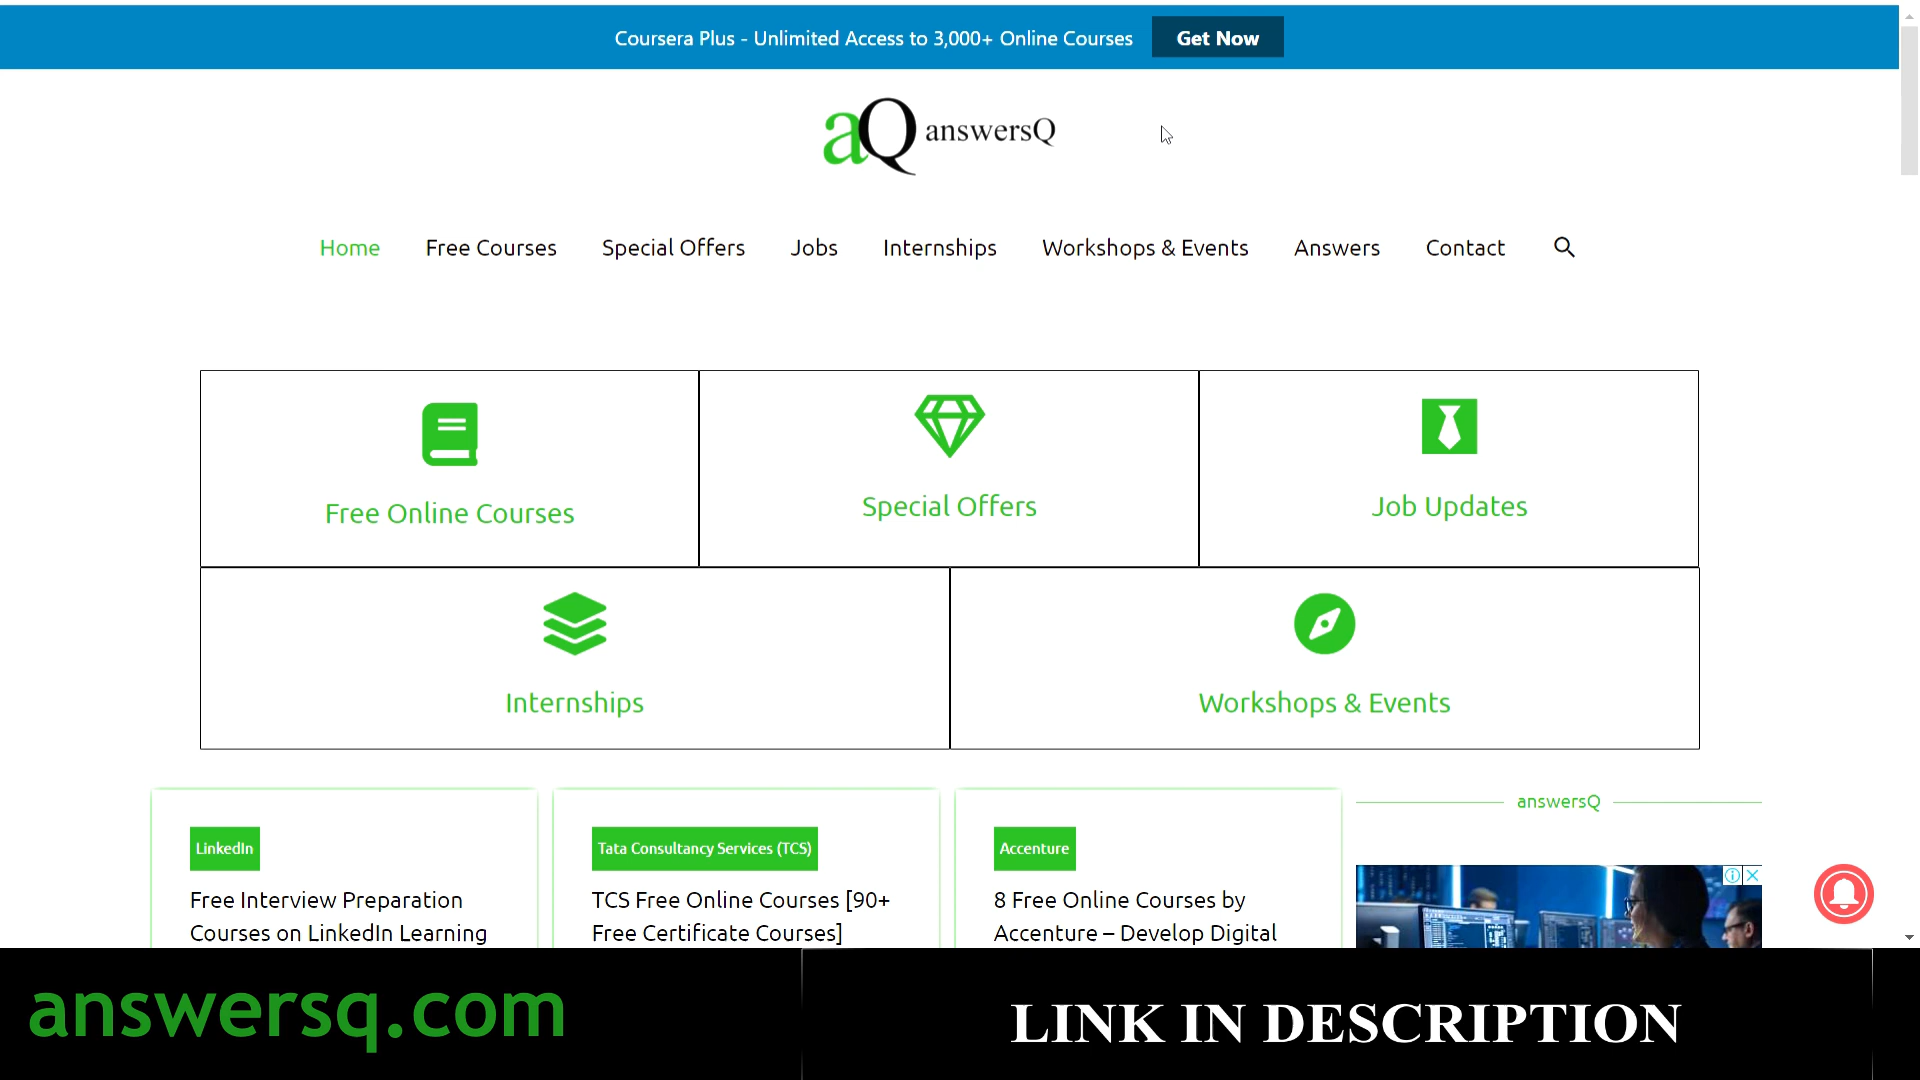 Coursera Plus - Unlimited Access to 3,000+ Online Courses
Get Now
aQ answersQ
Home
Free Courses
Special Offers
Jobs
Internships
Workshops & Events
Answers
Contact
Free Online Courses
Special Offers
Job Updates
Internships
Workshops & Events
answersQ
LinkedIn
Free Interview Preparation
Courses on LinkedIn Learning
Tata Consultancy Services (TCS)
TCS Free Online Courses [90+
Free Certificate Courses]
Accenture
8 Free Online Courses by
Accenture – Develop Digital
answersq.com
LINK IN DESCRIPTION